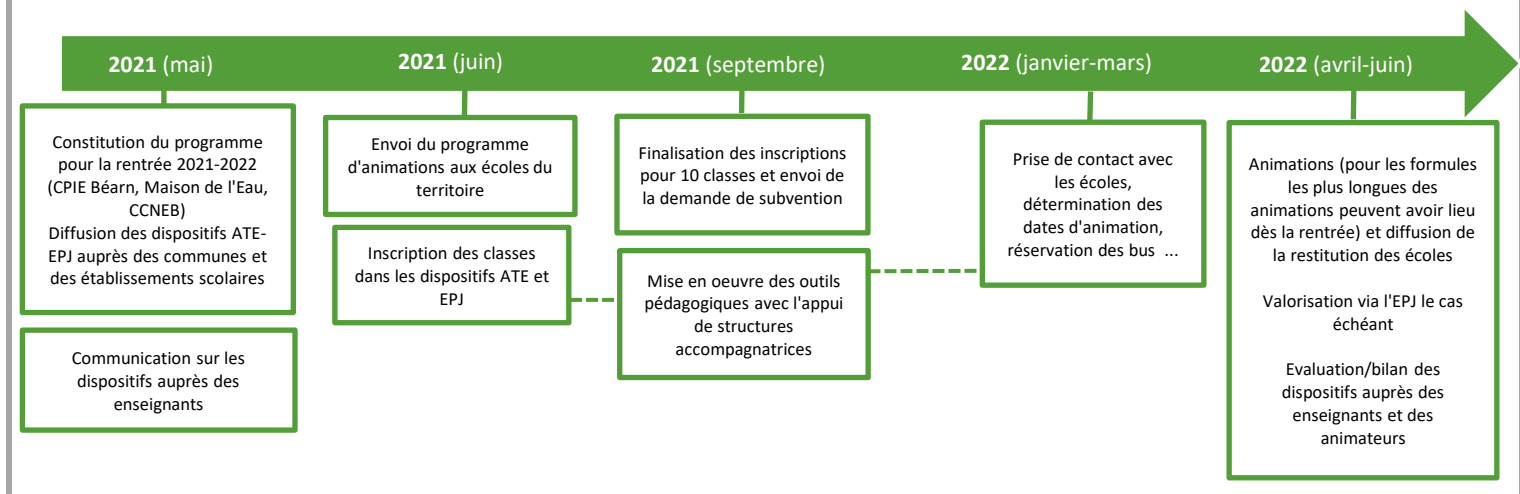 2021 (mai)
2021 (juin)
2021 (septembre)
2022 (janvier-mars)
2022 (avril-juin)
Constitution du programme
pour la rentrée 2021-2022
(CPIE Béarn, Maison de l'Eau,
CCNEB)
Diffusion des dispositifs ATE-
EPJ auprès des communes et
des établissements scolaires
Communication sur les
dispositifs auprès des
enseignants
Envoi du programme
d'animations aux écoles du
territoire
Inscription des classes
dans les dispositifs ATE et
EPJ
Finalisation des inscriptions
pour 10 classes et envoi de
la demande de subvention
Mise en oeuvre des outils
pédagogiques avec l'appui
de structures
accompagnatrices
Prise de contact avec
les écoles,
détermination des
dates d'animation,
réservation des bus ...
Animations (pour les formules
les plus longues des
animations peuvent avoir lieu
dès la rentrée) et diffusion de
la restitution des écoles
Valorisation via l'EPJ le cas
échéant
Evaluation/bilan des
dispositifs auprès des
enseignants et des
animateurs